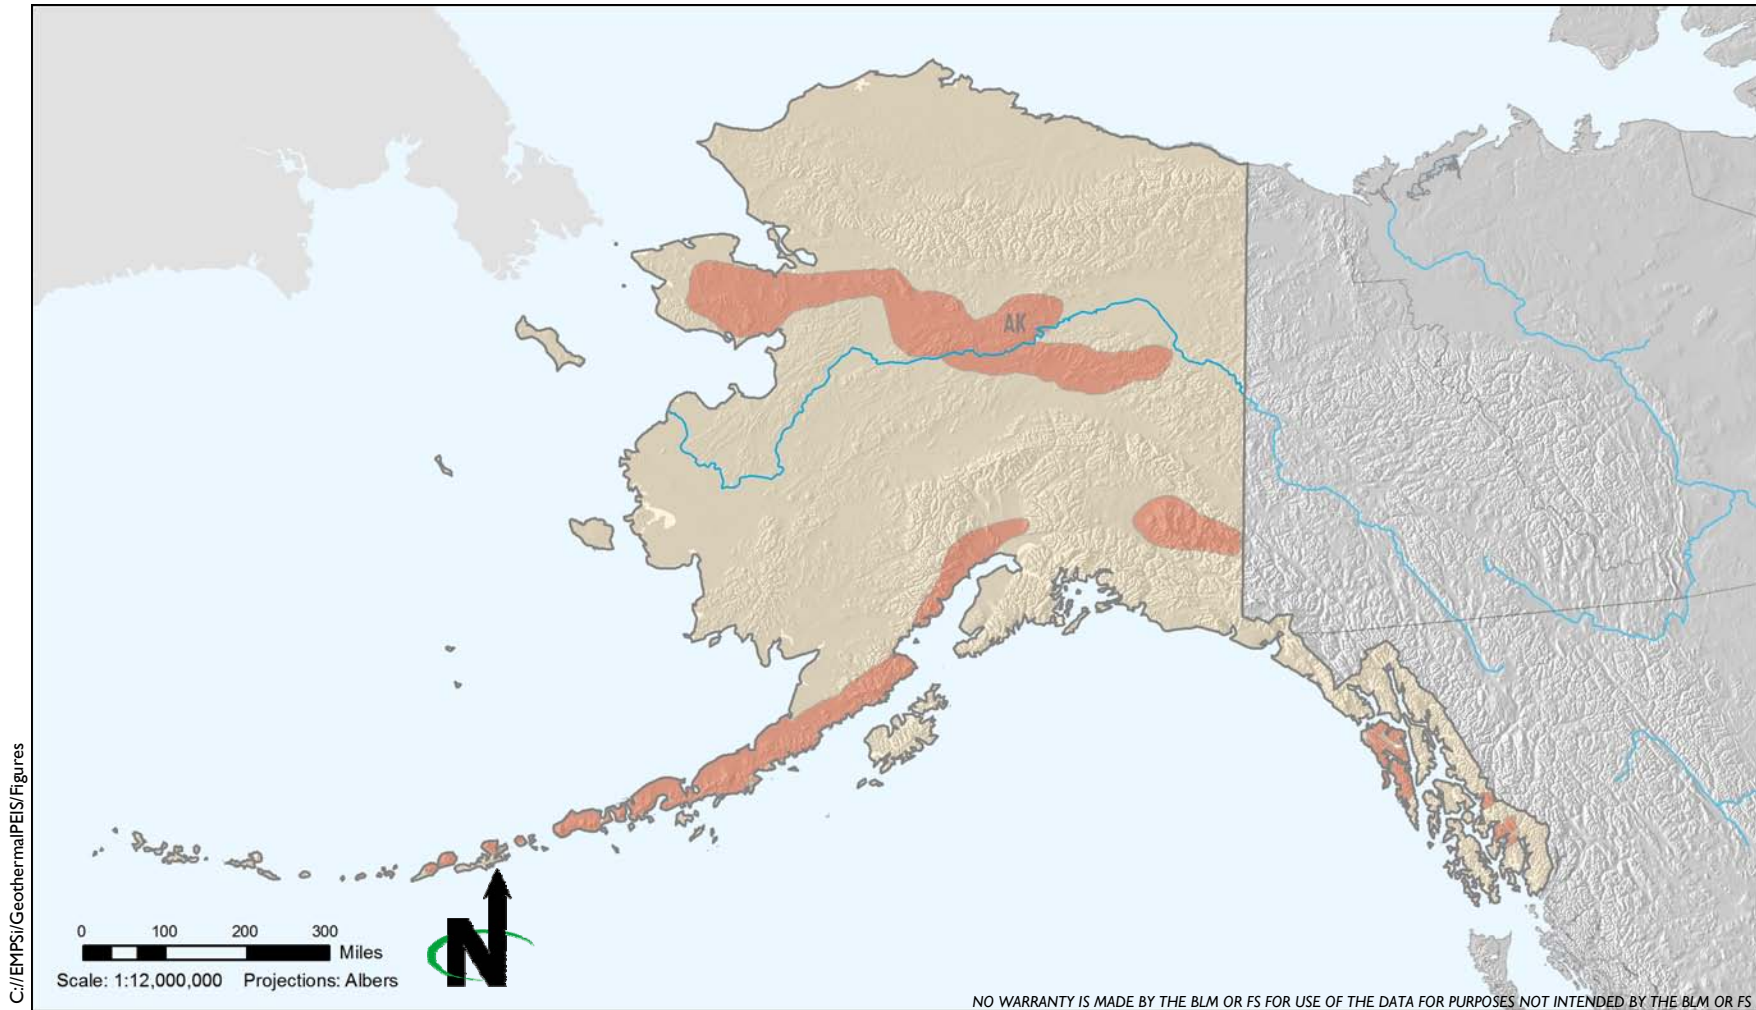 C://EMPSi/GeothermalPEIS/Figures
AK
0 100 200 300
Miles
Scale: 1:12,000,000 Projections: Albers
N
NO WARRANTY IS MADE BY THE BLM OR FS FOR USE OF THE DATA FOR PURPOSES NOT INTENDED BY THE BLM OR FS